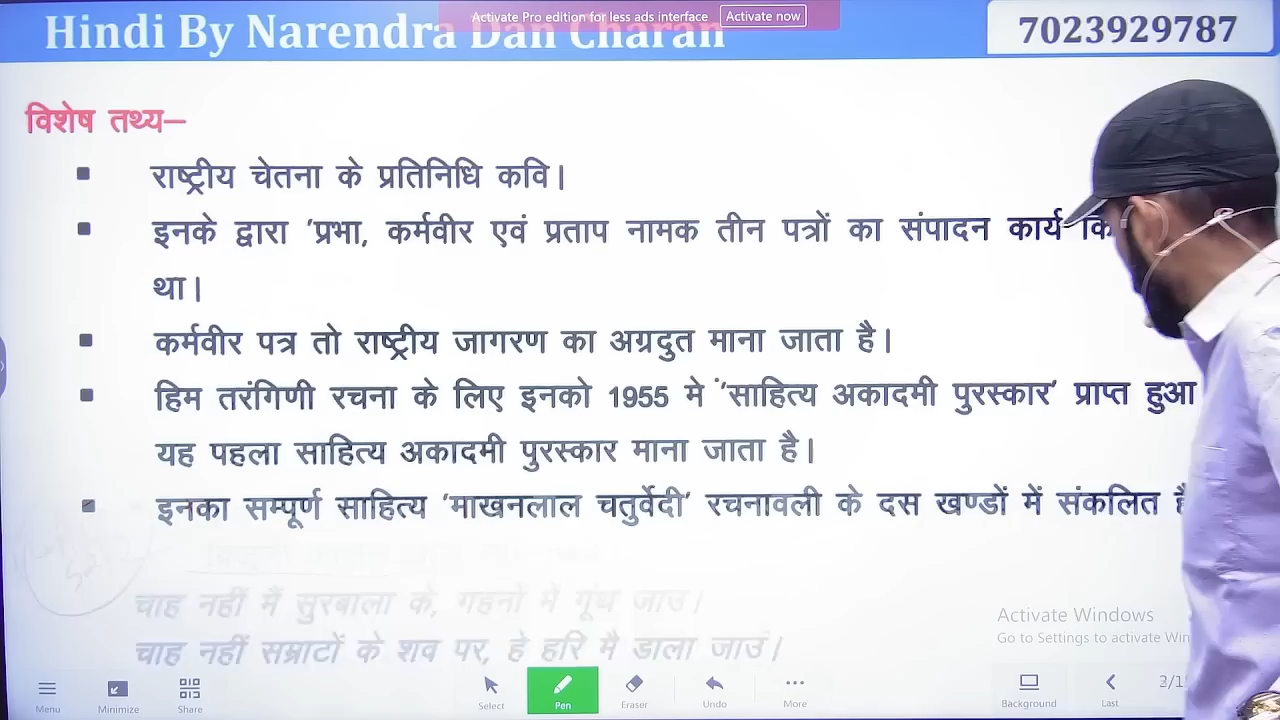 Hindi By Narendra Dan Charan
Activate Pro edition for less ads interface Activate now
7023929787
विशेष तथ्य–
राष्ट्रीय चेतना के प्रतिनिधि कवि।
इनके द्वारा 'प्रभा, कर्मवीर एवं प्रताप नामक तीन पत्रों का संपादन कार्य
था।
कर्मवीर पत्र तो राष्ट्रीय जागरण का अग्रदुत माना जाता है।
हिम तरंगिणी रचना के लिए इनको 1955 मे 'साहित्य अकादमी पुरस्कार' प्राप्त हुआ
यह पहला साहित्य अकादमी पुरस्कार माना जाता है।
इनका सम्पूर्ण साहित्य 'माखनलाल चतुर्वेदी' रचनावली के दस खण्डों में संकलित
चाह नहीं मैं सुरबाला के, गहनों में गूंथ जाउं।
चाह नहीं सम्राटों के शव पर, हे हरि मै डाला जाउं।
Activate Windows
Go to Settings to activate
Menu Minimize Share Select Pen Eraser Undo More Background Last